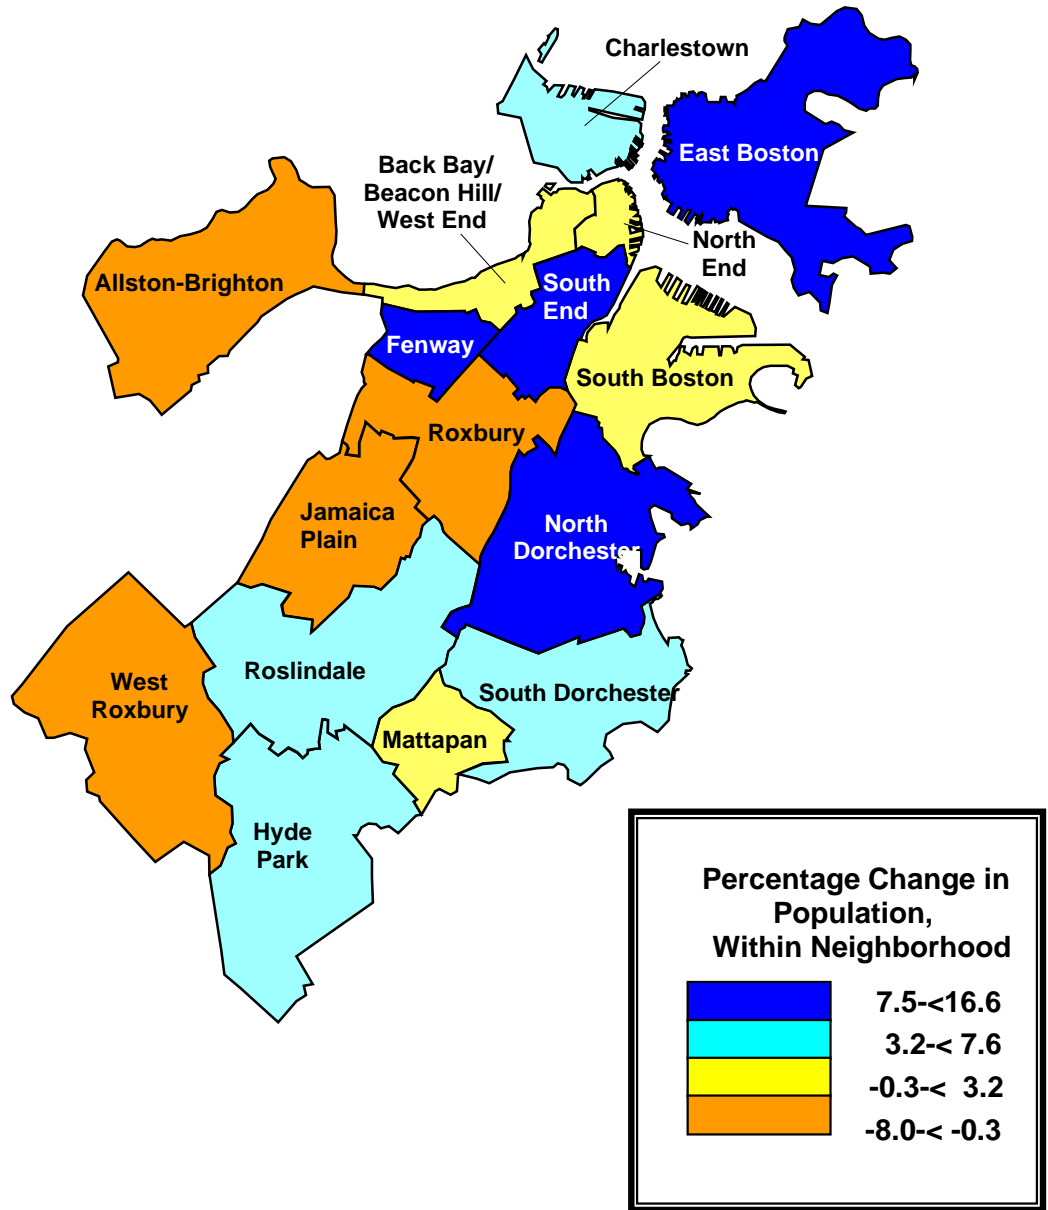 Charlestown
East Boston
Back Bay/
Beacon Hill/
West End
North
End
Allston-Brighton
South
End
Fenway
South Boston
Roxbury
Jamaica
Plain
North
Dorchester
Roslindale
West
Roxbury
South Dorchester
Mattapan
Hyde
Park
Percentage Change in
Population,
Within Neighborhood
7.5-<16.6
3.2-< 7.6
-0.3-< 3.2
-8.0-< -0.3